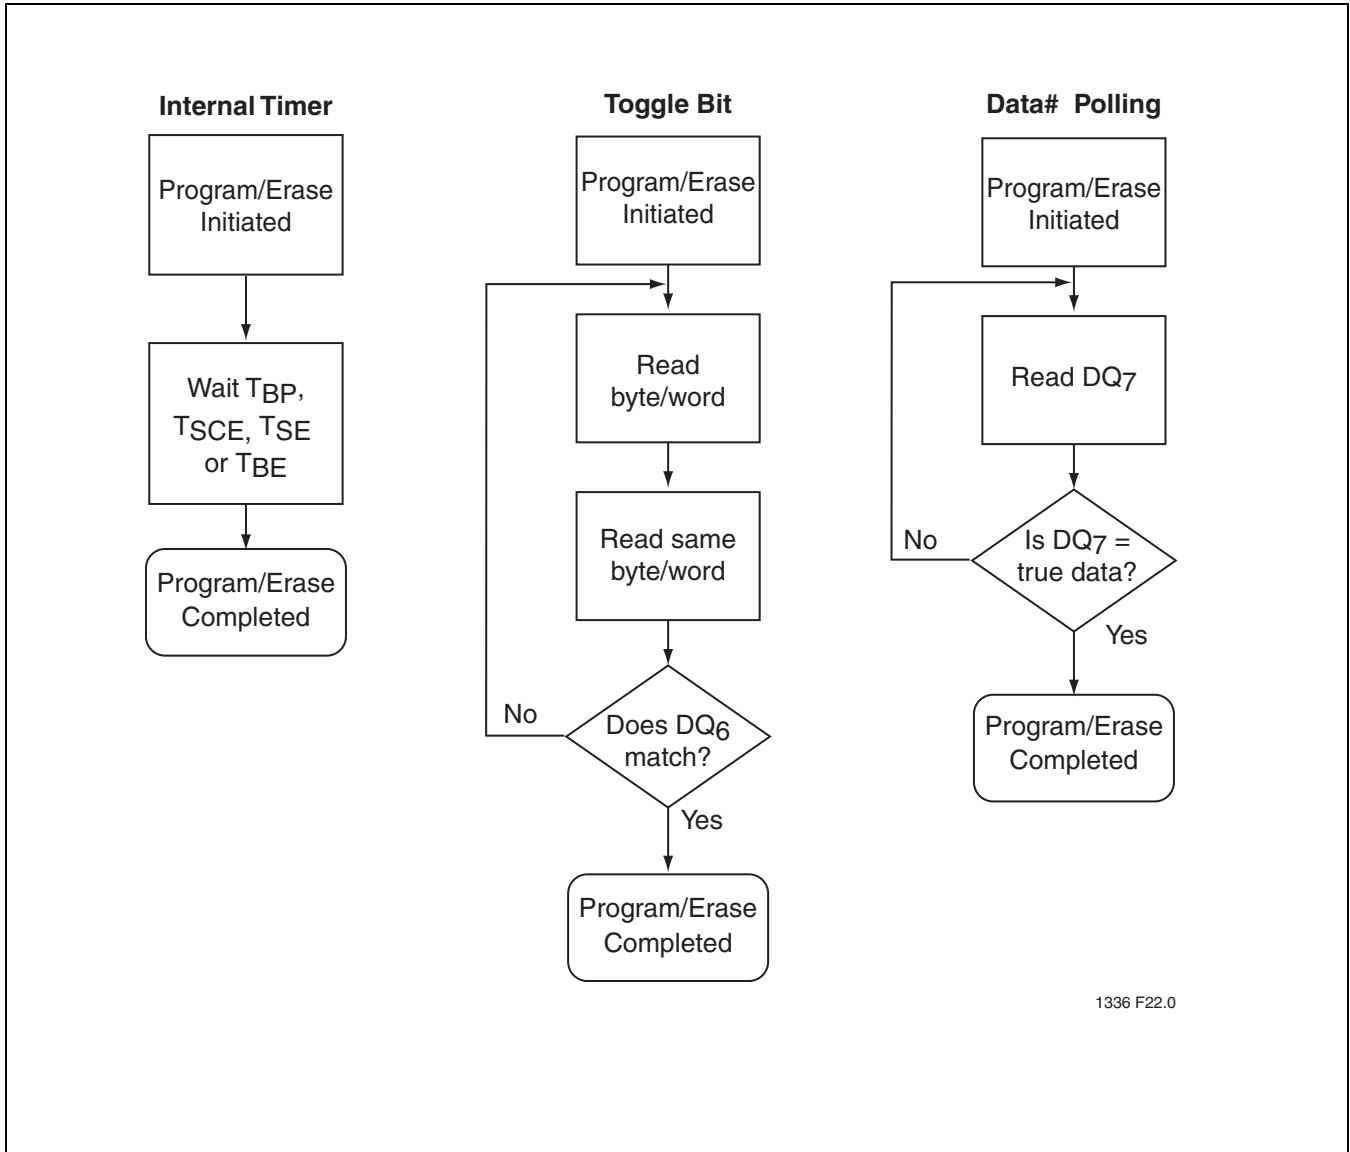 Internal Timer
Program/Erase
Initiated
Wait TBP,
TSCE, TSE
or TBE
Program/Erase
Completed
Toggle Bit
Program/Erase
Initiated
Read
byte/word
Read same
byte/word
Does DQ6
match?
No
Yes
Program/Erase
Completed
Data# Polling
Program/Erase
Initiated
Read DQ7
Is DQ7 =
true data?
No
Yes
Program/Erase
Completed
1336 F22.0